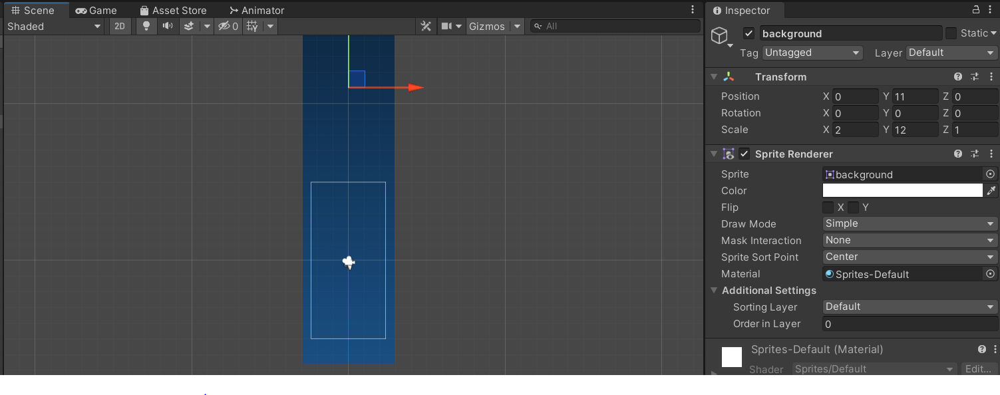 Scene Game Asset Store Animator
Shaded 2D 0 Gizmos All
Inspector
background Static
Tag Untagged Layer Default
Transform
Position X 0 Y 11 Z 0
Rotation X 0 Y 0 Z 0
Scale X 2 Y 12 Z 1
Sprite Renderer
Sprite background
Color
Flip X Y
Draw Mode Simple
Mask Interaction None
Sprite Sort Point Center
Material Sprites-Default
Additional Settings
Sorting Layer Default
Order in Layer 0
Sprites-Default (Material)
Shader Sprites/Default Edit...